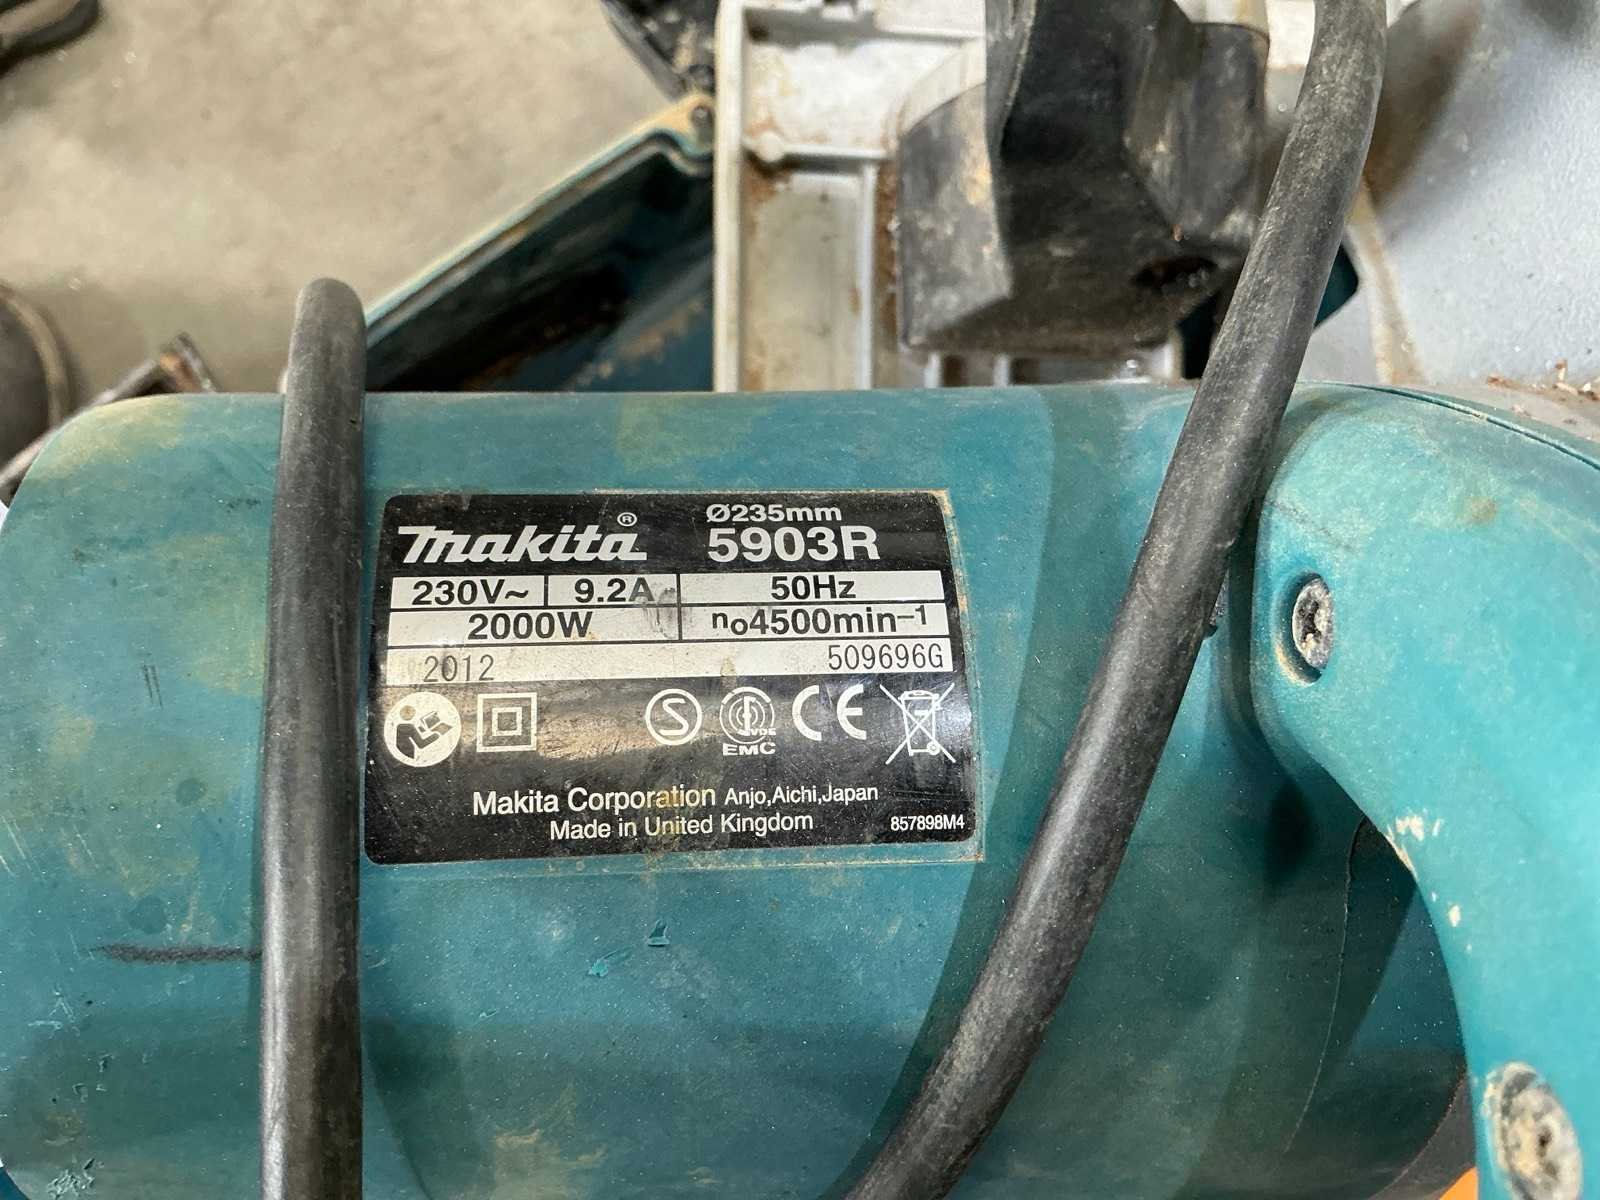 Makita® Ø235mm
5903R
230V~ 9.2A 50Hz
2000W no4500min-1
2012 509696G
S VDE EMC CE
Makita Corporation Anjo,Aichi,Japan
Made in United Kingdom 857898M4